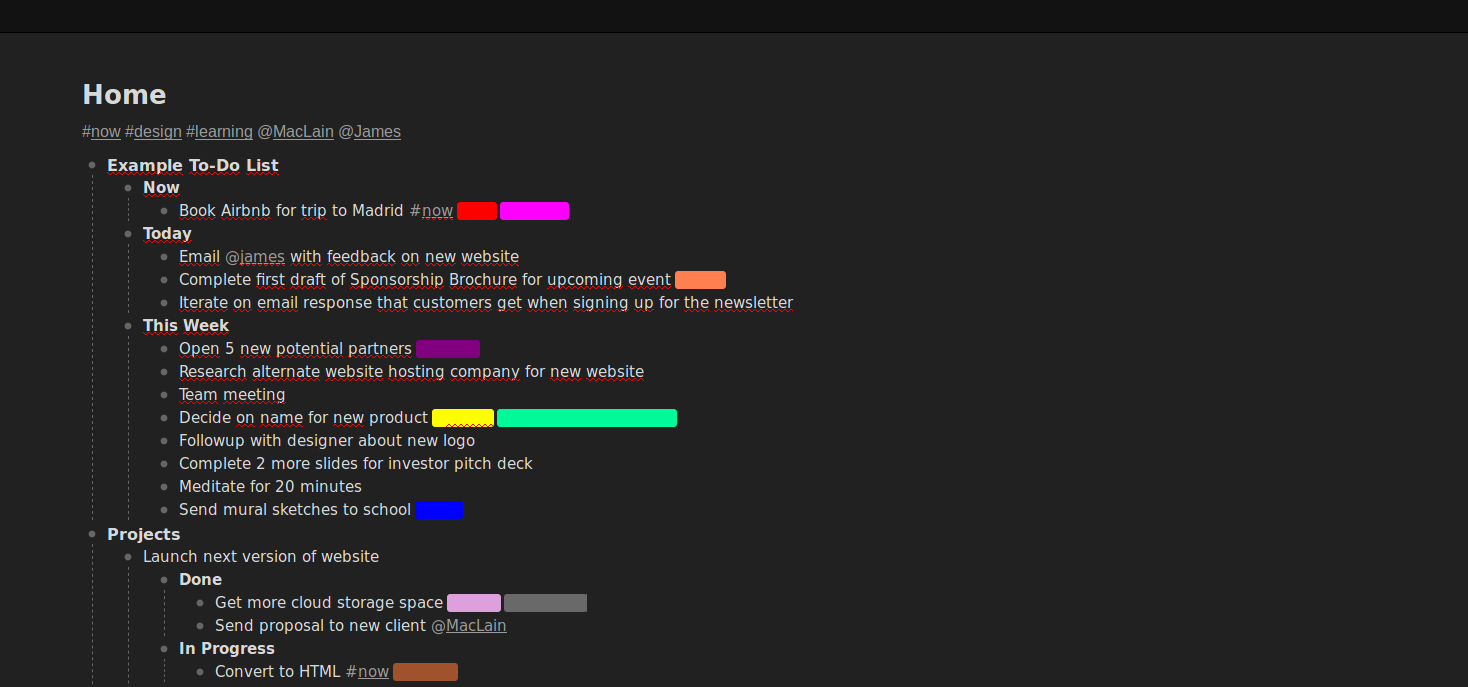 Home
#now #design #learning @MacLain @James
Example To-Do List
Now
Book Airbnb for trip to Madrid #now
Today
Email @james with feedback on new website
Complete first draft of Sponsorship Brochure for upcoming event
Iterate on email response that customers get when signing up for the newsletter
This Week
Open 5 new potential partners
Research alternate website hosting company for new website
Team meeting
Decide on name for new product
Followup with designer about new logo
Complete 2 more slides for investor pitch deck
Meditate for 20 minutes
Send mural sketches to school
Projects
Launch next version of website
Done
Get more cloud storage space
Send proposal to new client @MacLain
In Progress
Convert to HTML #now